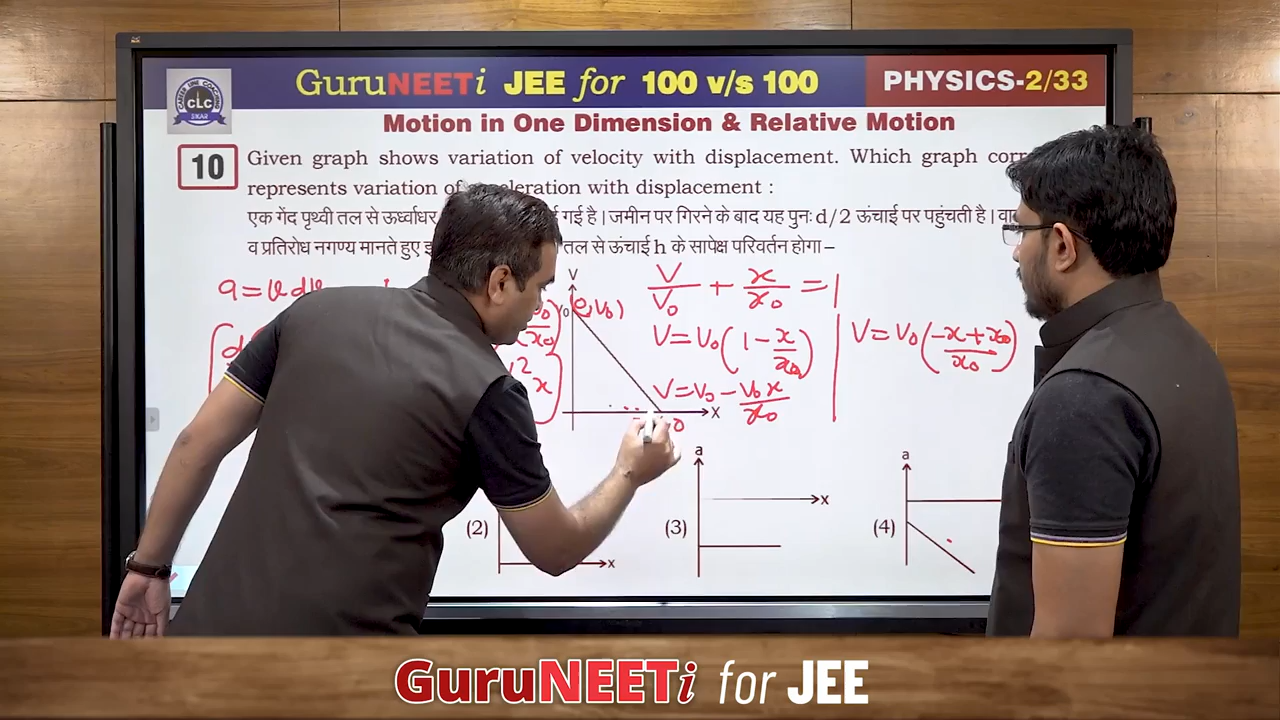 GuruNEETi JEE for 100 v/s 100
PHYSICS-2/33
CLC
SIKAR
Motion in One Dimension & Relative Motion
10
Given graph shows variation of velocity with displacement. Which graph
represents variation of with displacement :
एक गेंद पृथ्वी तल से ऊर्ध्वाधर गई है। जमीन पर गिरने के बाद यह पुनः d/2 ऊंचाई पर पहुंचती है।
व प्रतिरोध नगण्य मानते हुए तल से ऊंचाई h के सापेक्ष परिवर्तन होगा –
V
X
V/V₀ + x/x₀ = 1
V = V₀(1 - x/x₀)
V = V₀ - V₀x/x₀
V = V₀(-x + x₀/x₀)
(2)
x
(3)
a
x
(4)
a
GuruNEETi for JEE